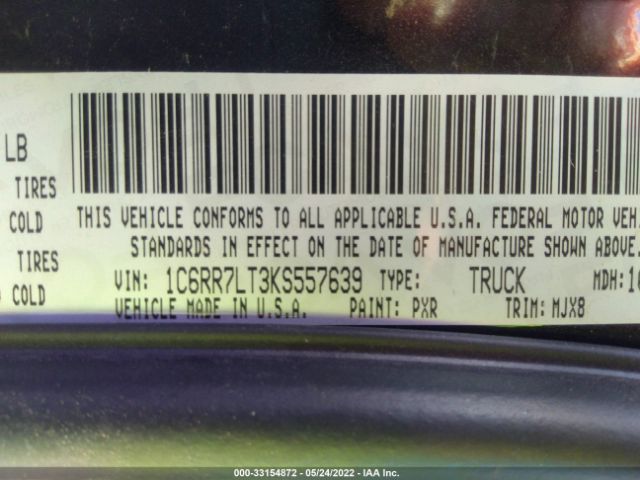 LB
TIRES
COLD
THIS VEHICLE CONFORMS TO ALL APPLICABLE U.S.A. FEDERAL MOTOR VEH
STANDARDS IN EFFECT ON THE DATE OF MANUFACTURE SHOWN ABOVE.
TIRES
COLD
VIN: 1C6RR7LT3KS557639 TYPE: TRUCK MDH: 
VEHICLE MADE IN U.S.A. PAINT: PXR TRIM: MJX8
000-33154872 - 05/24/2022 - IAA Inc.